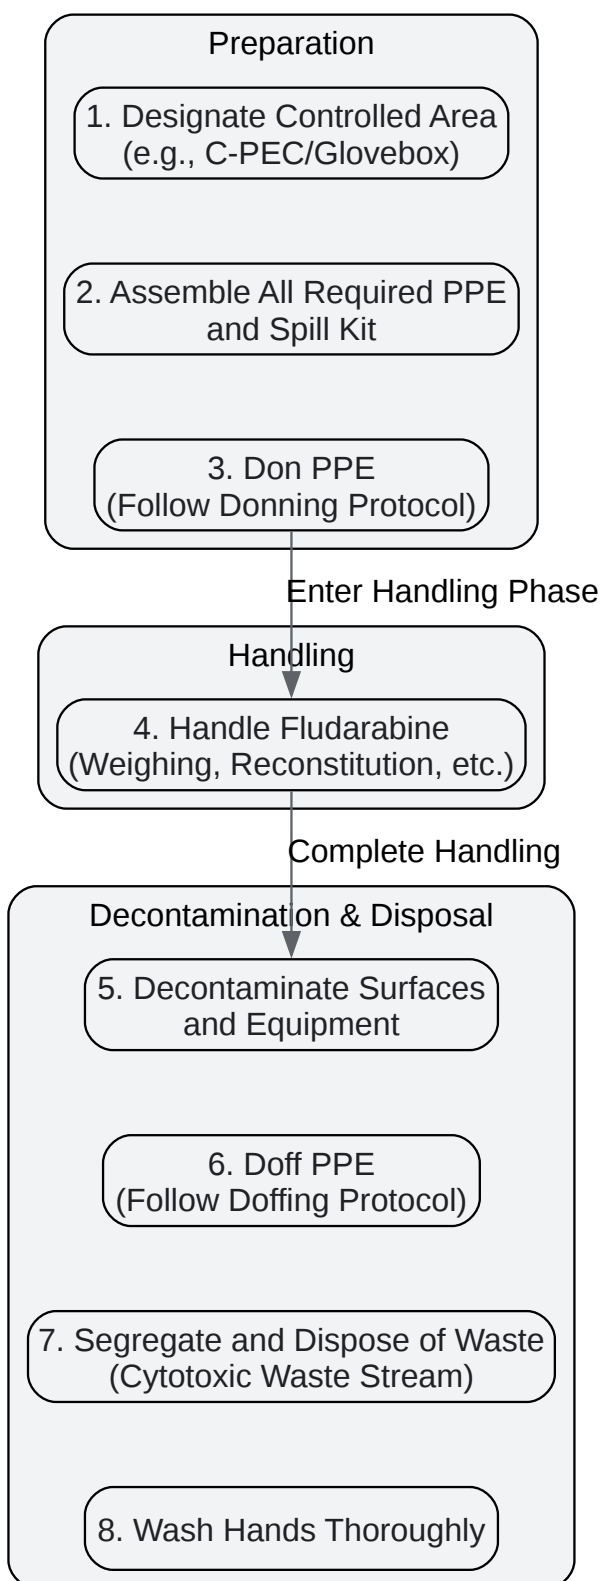 Preparation
1. Designate Controlled Area
(e.g., C-PEC/Glovebox)
2. Assemble All Required PPE
and Spill Kit
3. Don PPE
(Follow Donning Protocol)
Enter Handling Phase
Handling
4. Handle Fludarabine
(Weighing, Reconstitution, etc.)
Complete Handling
Decontamination & Disposal
5. Decontaminate Surfaces
and Equipment
6. Doff PPE
(Follow Doffing Protocol)
7. Segregate and Dispose of Waste
(Cytotoxic Waste Stream)
8. Wash Hands Thoroughly